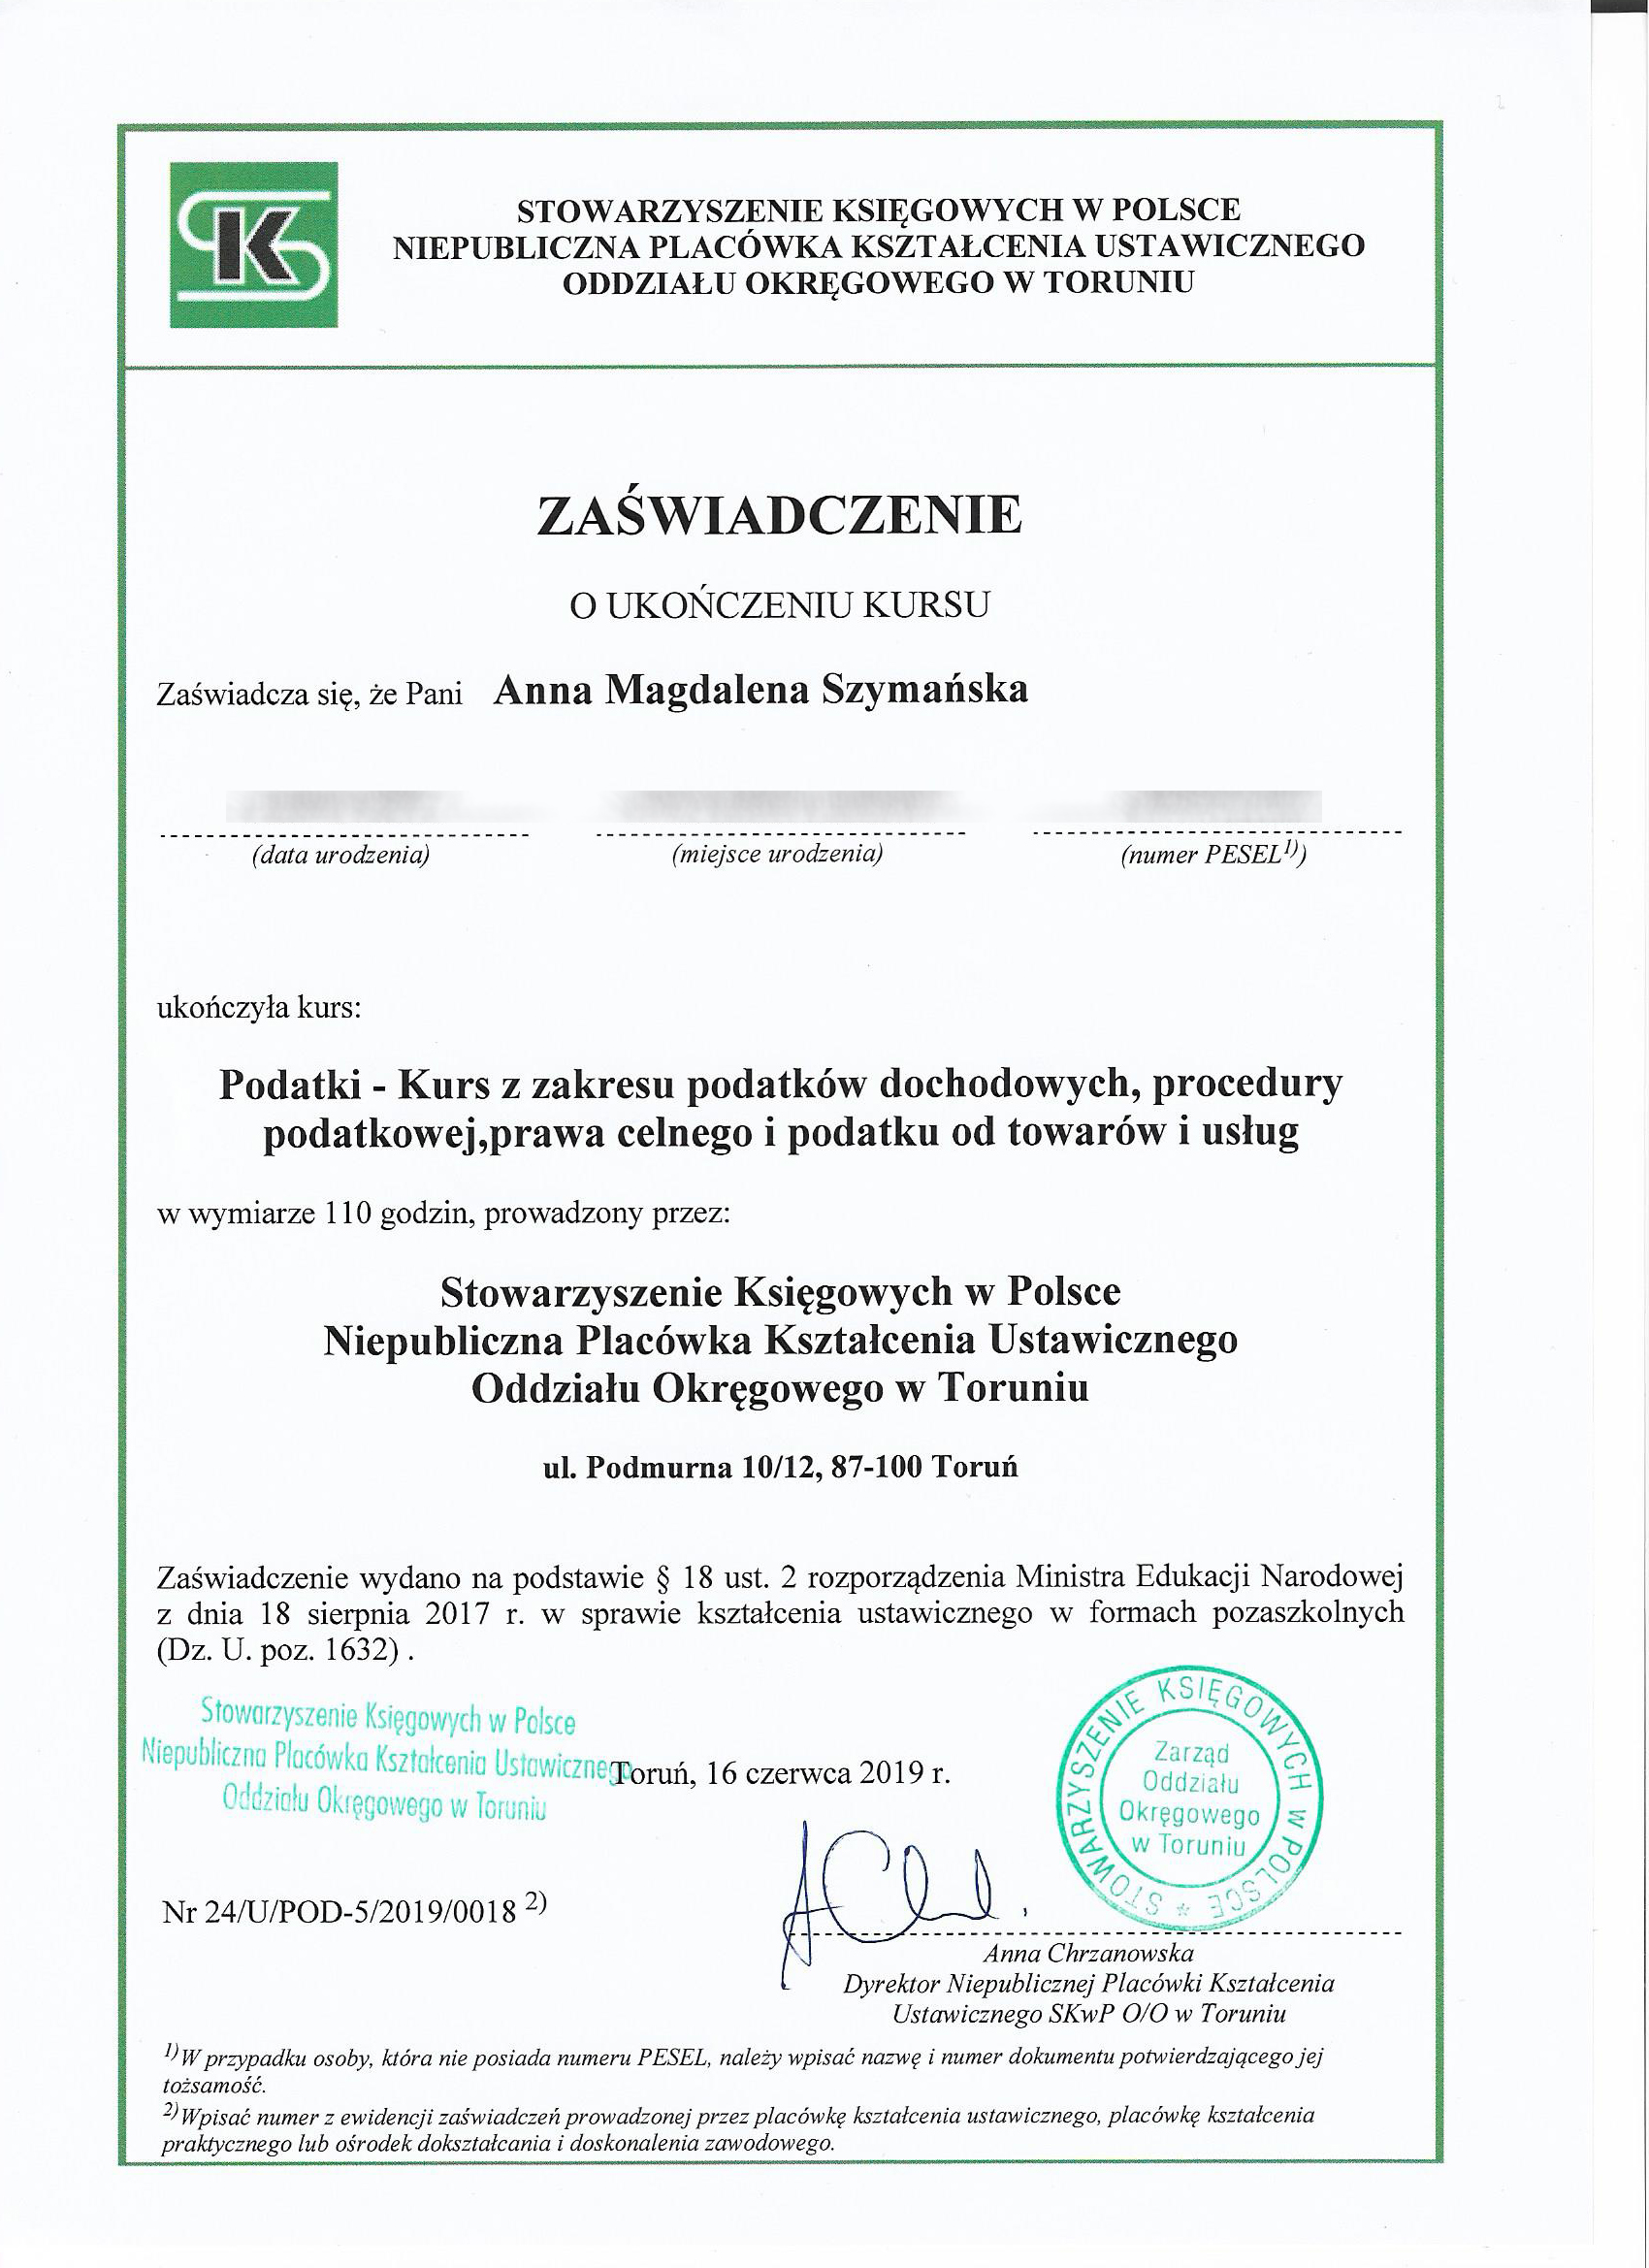 K
STOWARZYSZENIE KSIĘGOWYCH W POLSCE
NIEPUBLICZNA PLACÓWKA KSZTAŁCENIA USTAWICZNEGO
ODDZIAŁU OKRĘGOWEGO W TORUNIU
ZAŚWIADCZENIE
O UKOŃCZENIU KURSU
Zaświadcza się, że Pani Anna Magdalena Szymańska
(data urodzenia) (miejsce urodzenia) (numer PESEL1))
ukończyła kurs:
Podatki - Kurs z zakresu podatków dochodowych, procedury
podatkowej,prawa celnego i podatku od towarów i usług
w wymiarze 110 godzin, prowadzony przez:
Stowarzyszenie Księgowych w Polsce
Niepubliczna Placówka Kształcenia Ustawicznego
Oddziału Okręgowego w Toruniu
ul. Podmurna 10/12, 87-100 Toruń
Zaświadczenie wydano na podstawie § 18 ust. 2 rozporządzenia Ministra Edukacji Narodowej
z dnia 18 sierpnia 2017 r. w sprawie kształcenia ustawicznego w formach pozaszkolnych
(Dz. U. poz. 1632) .
Stowarzyszenie Księgowych w Polsce
Niepubliczna Placówka Kształcenia Ustawicznego
Oddziału Okręgowego w Toruniu
Toruń, 16 czerwca 2019 r.
STOWARZYSZENIE KSIĘGOWYCH W POLSCE *
Zarząd
Oddziału
Okręgowego
w Toruniu
Nr 24/U/POD-5/2019/0018 2)
Anna Chrzanowska
Dyrektor Niepublicznej Placówki Kształcenia
Ustawicznego SKwP O/O w Toruniu
1)W przypadku osoby, która nie posiada numeru PESEL, należy wpisać nazwę i numer dokumentu potwierdzającego jej
tożsamość.
2)Wpisać numer z ewidencji zaświadczeń prowadzonej przez placówkę kształcenia ustawicznego, placówkę kształcenia
praktycznego lub ośrodek dokształcania i doskonalenia zawodowego.